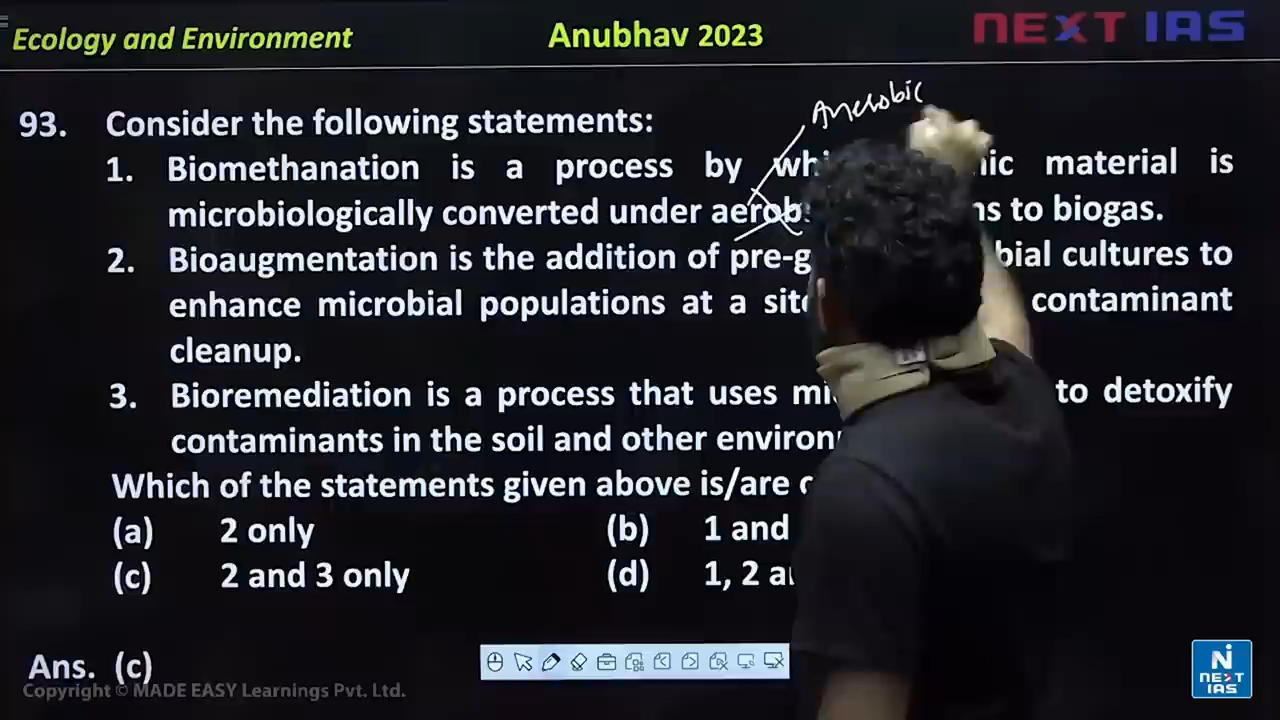 Ecology and Environment Anubhav 2023 NEXT IAS
Anerobic
93. Consider the following statements:
1. Biomethanation is a process by material is
microbiologically converted under to biogas.
2. Bioaugmentation is the addition of cultures to
enhance microbial populations at a contaminant
cleanup.
3. Bioremediation is a process that uses to detoxify
contaminants in the soil and other
Which of the statements given above is/are
(a) 2 only (b) 1 and
(c) 2 and 3 only (d) 1, 2
Ans. (c)
Copyright © MADE EASY Learnings Pvt. Ltd.
N
NEXT
IAS